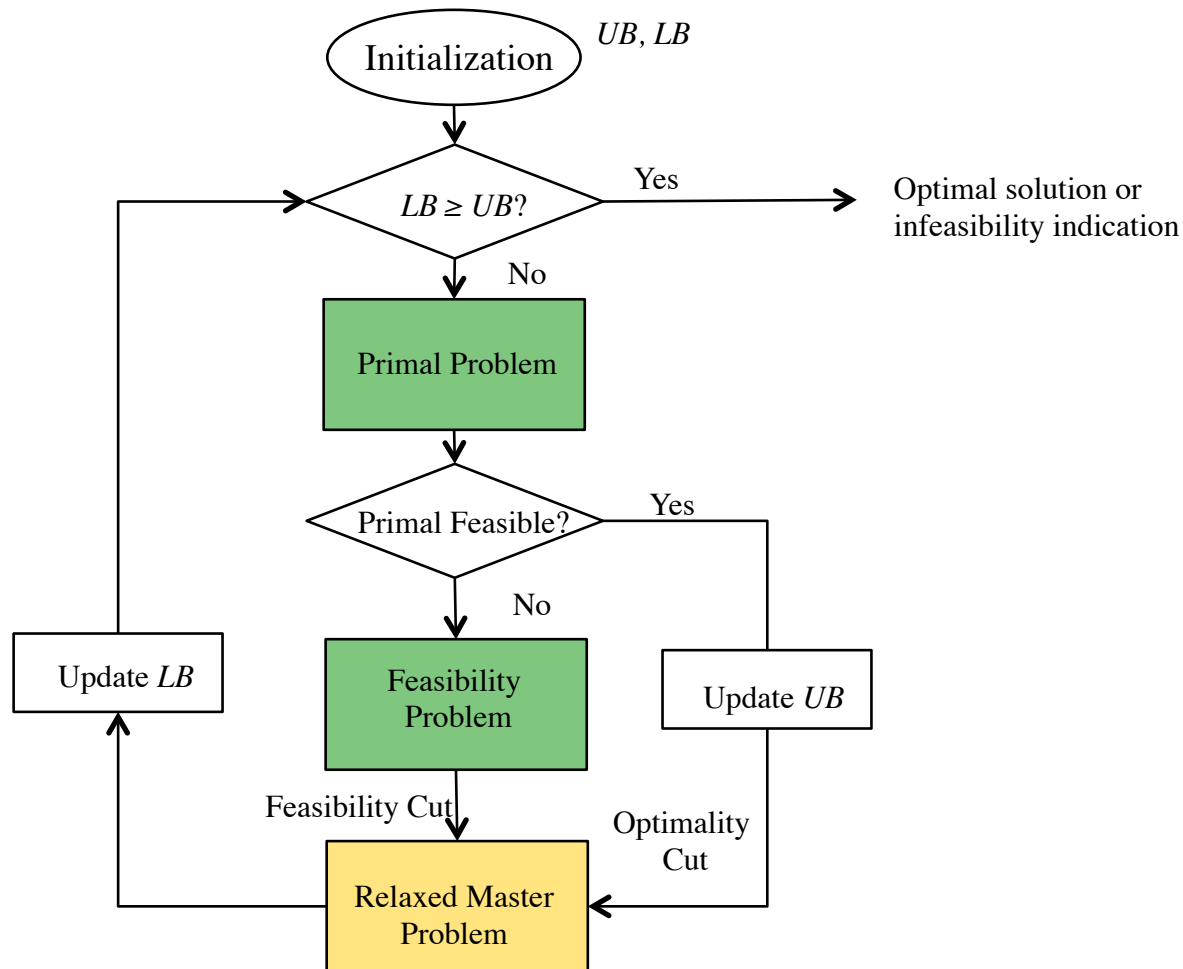 Initialization
UB, LB
LB ≥ UB?
Yes
Optimal solution or
infeasibility indication
No
Primal Problem
Primal Feasible?
Yes
No
Update LB
Feasibility
Problem
Update UB
Feasibility Cut
Optimality
Cut
Relaxed Master
Problem